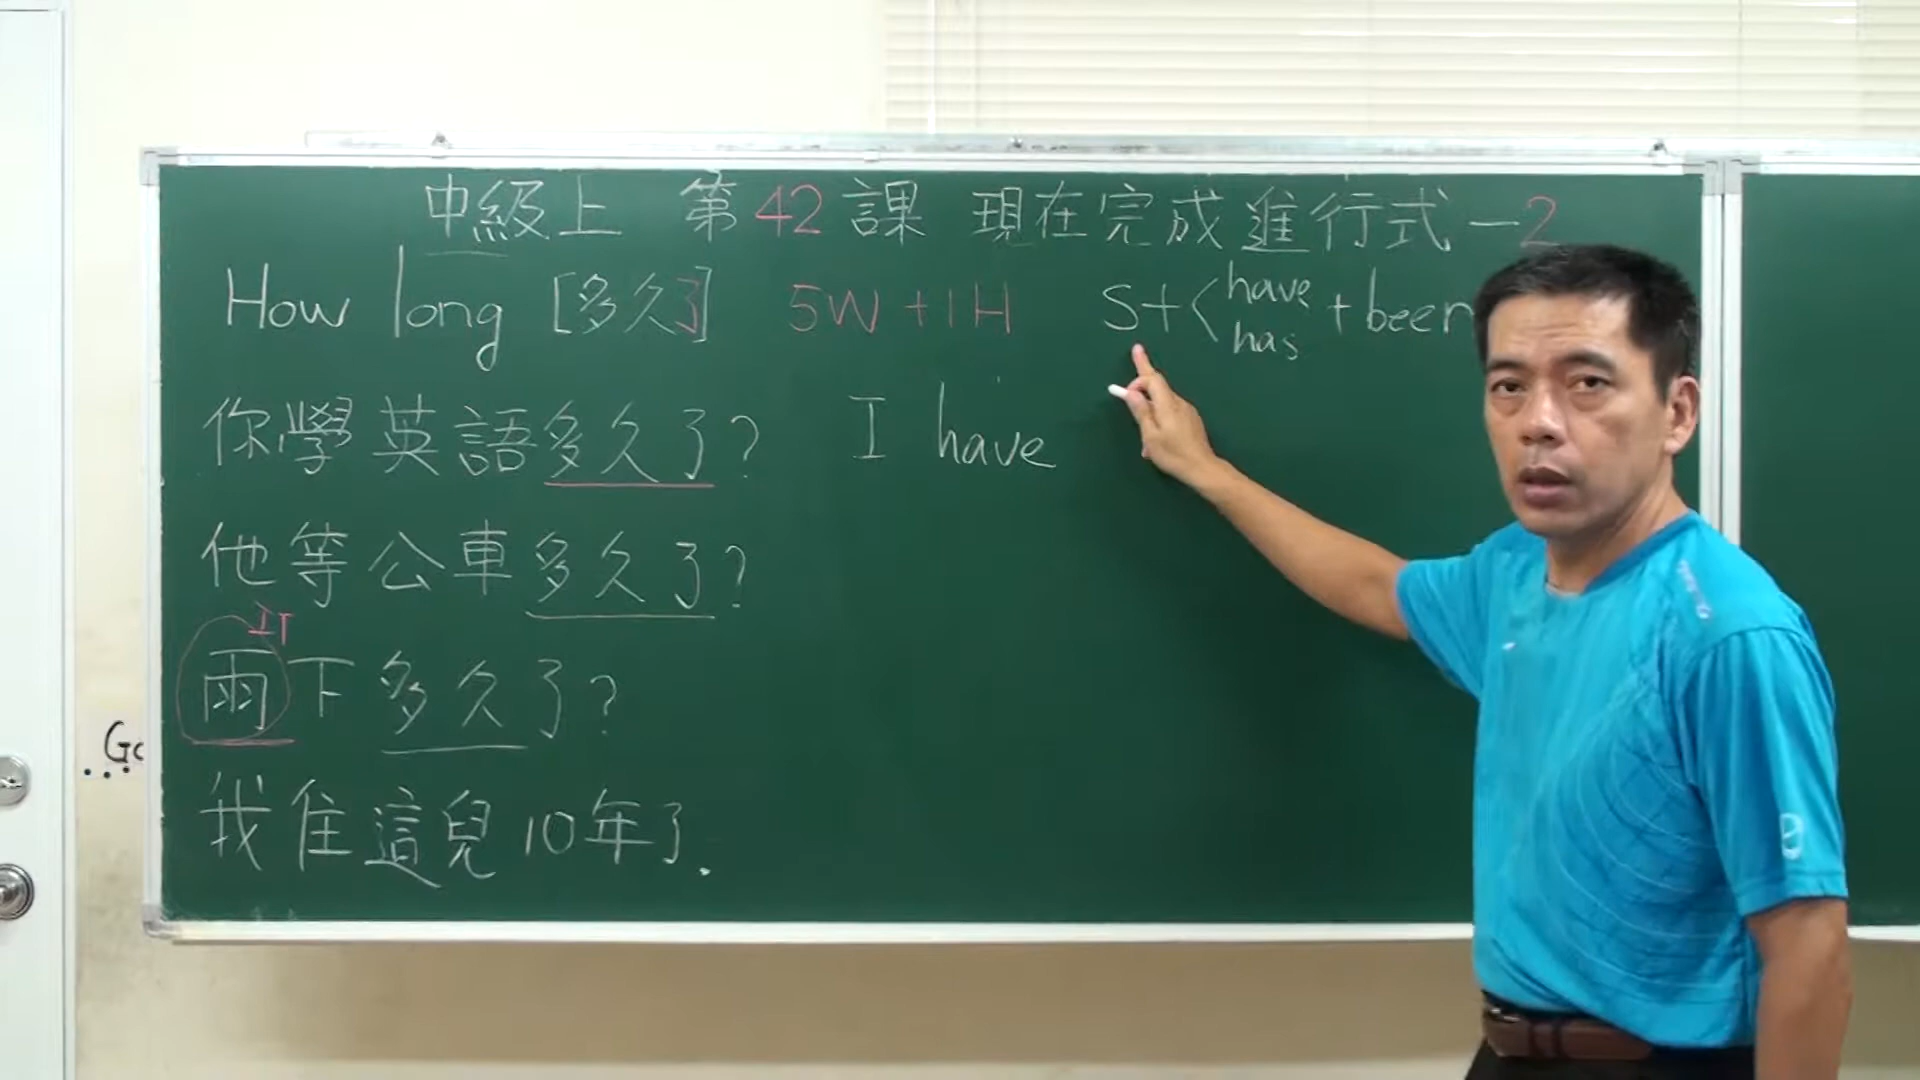 中級上 第42課 現在完成進行式-2
How long [多久了] 5W+1H S+<have has +been
你學英語多久了? I have
他等公車多久了?
IT
雨下多久了?
我住這兒10年了.
Go